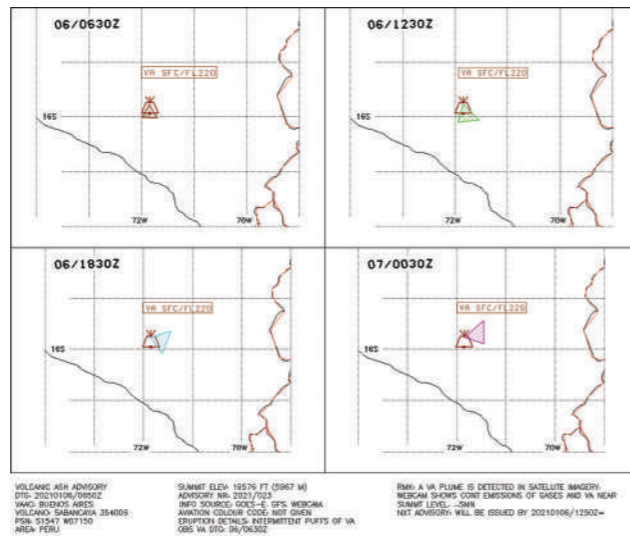 06/0630Z
VA SFC/FL220
16S
72W
70W
06/1230Z
VA SFC/FL220
16S
72W
70W
06/1830Z
VA SFC/FL220
16S
72W
70W
07/0030Z
VA SFC/FL220
16S
72W
70W
VOLCANIC ASH ADVISORY
DTG: 20210106/0650Z
VAAC: BUENOS AIRES
VOLCANO: SABANCAYA 354006
PSN: S1547 W07150
AREA: PERU
SUMMIT ELEV: 19576 FT (5967 M)
ADVISORY NR: 2021/023
INFO SOURCE: GOES-E. GFS. WEBCAM
AVIATION COLOUR CODE: NOT GIVEN
ERUPTION DETAILS: INTERMITTENT PUFFS OF VA
OBS VA DTG: 06/0630Z
RMK: A VA PLUME IS DETECTED IN SATELLITE IMAGERY.
WEBCAM SHOWS CONT EMISSIONS OF GASES AND VA NEAR
SUMMIT LEVEL. --SMN
NXT ADVISORY: WILL BE ISSUED BY 20210106/1250Z=